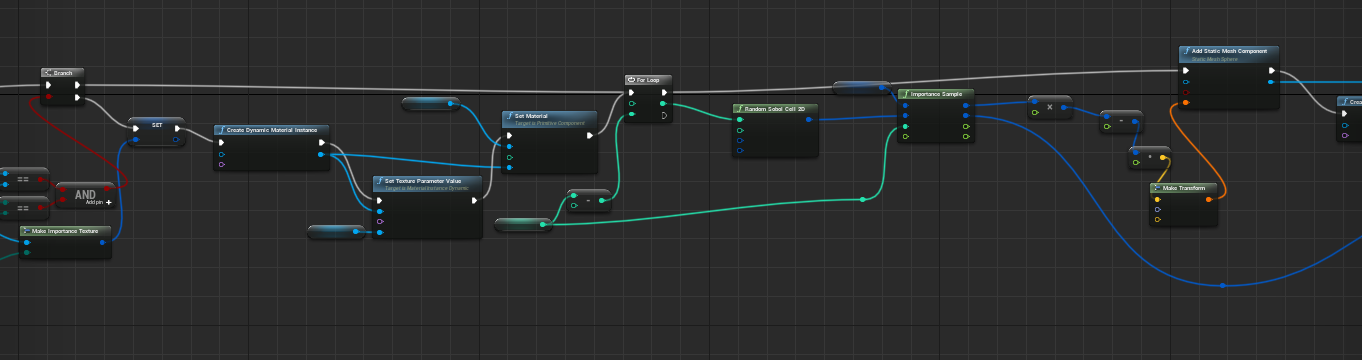 Branch
SET
Create Dynamic Material Instance
==
==
AND
Add pin +
Make Importance Texture
Set Texture Parameter Value
Target is Material Instance Dynamic
Set Material
Target is Primitive Component
For Loop
-
Random Sobol Cell 2D
Importance Sample
×
-
Make Transform
Add Static Mesh Component
Static Mesh Sphere
Crea